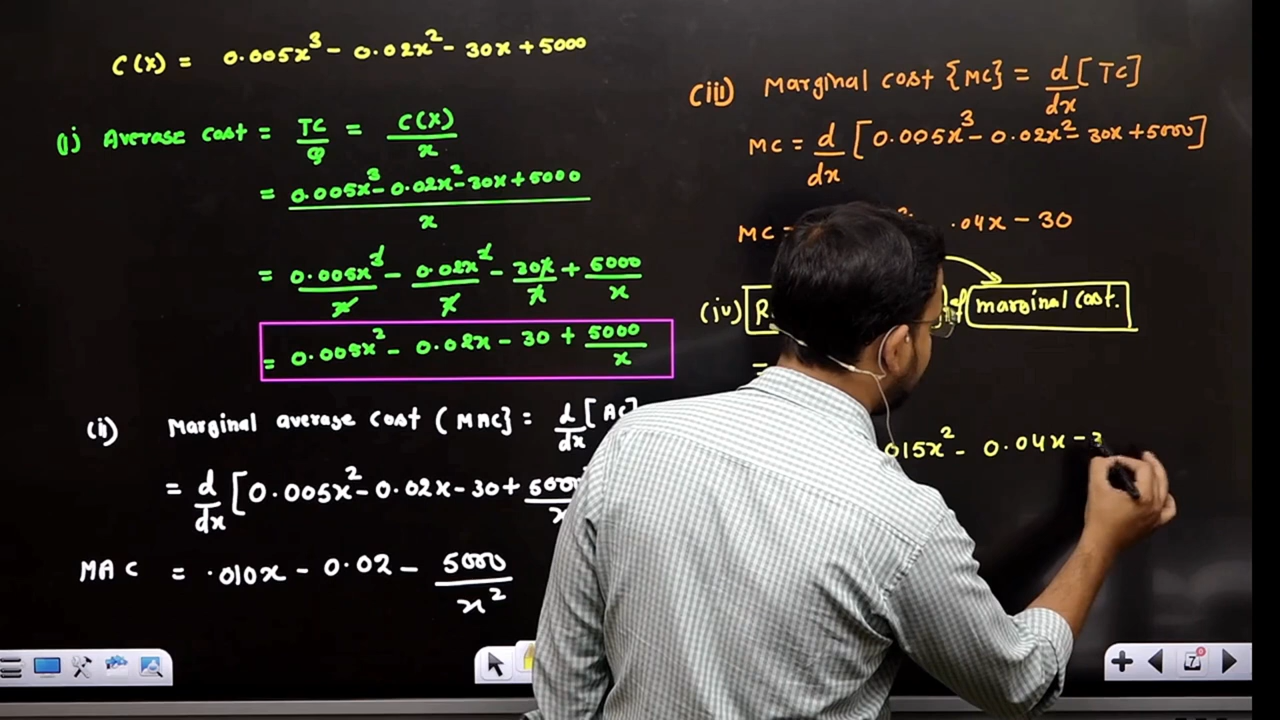 C(x) = 0.005x³ - 0.02x² - 30x + 5000
(i) Average cost = TC/Q = C(x)/x
= 0.005x³ - 0.02x² - 30x + 5000 / x
= 0.005x³/x - 0.02x²/x - 30x/x + 5000/x
= 0.005x² - 0.02x - 30 + 5000/x
(ii) Marginal average cost (MAC} = d/dx [AC]
= d/dx [0.005x² - 0.02x - 30 + 5000
MAC = .010x - 0.02 - 5000/x²
(iii) Marginal cost {MC} = d/dx [TC]
MC = d/dx [0.005x³ - 0.02x² - 30x + 5000]
MC = .04x - 30
(iv) marginal cost.
=
015x² - 0.04x - 3
7